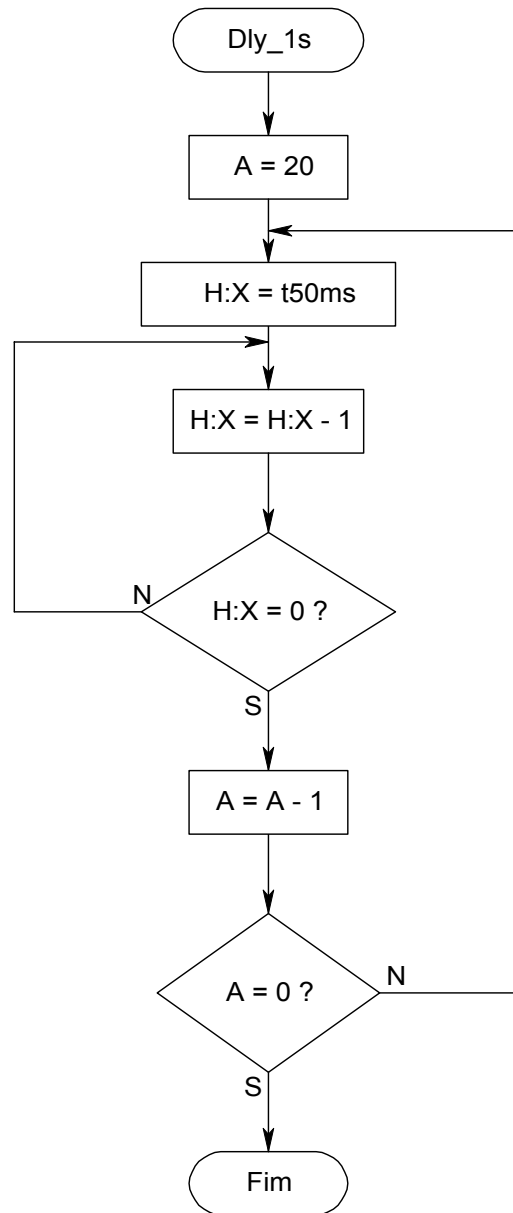 Dly_1s
A = 20
H:X = t50ms
H:X = H:X - 1
N
H:X = 0 ?
S
A = A - 1
N
A = 0 ?
S
Fim